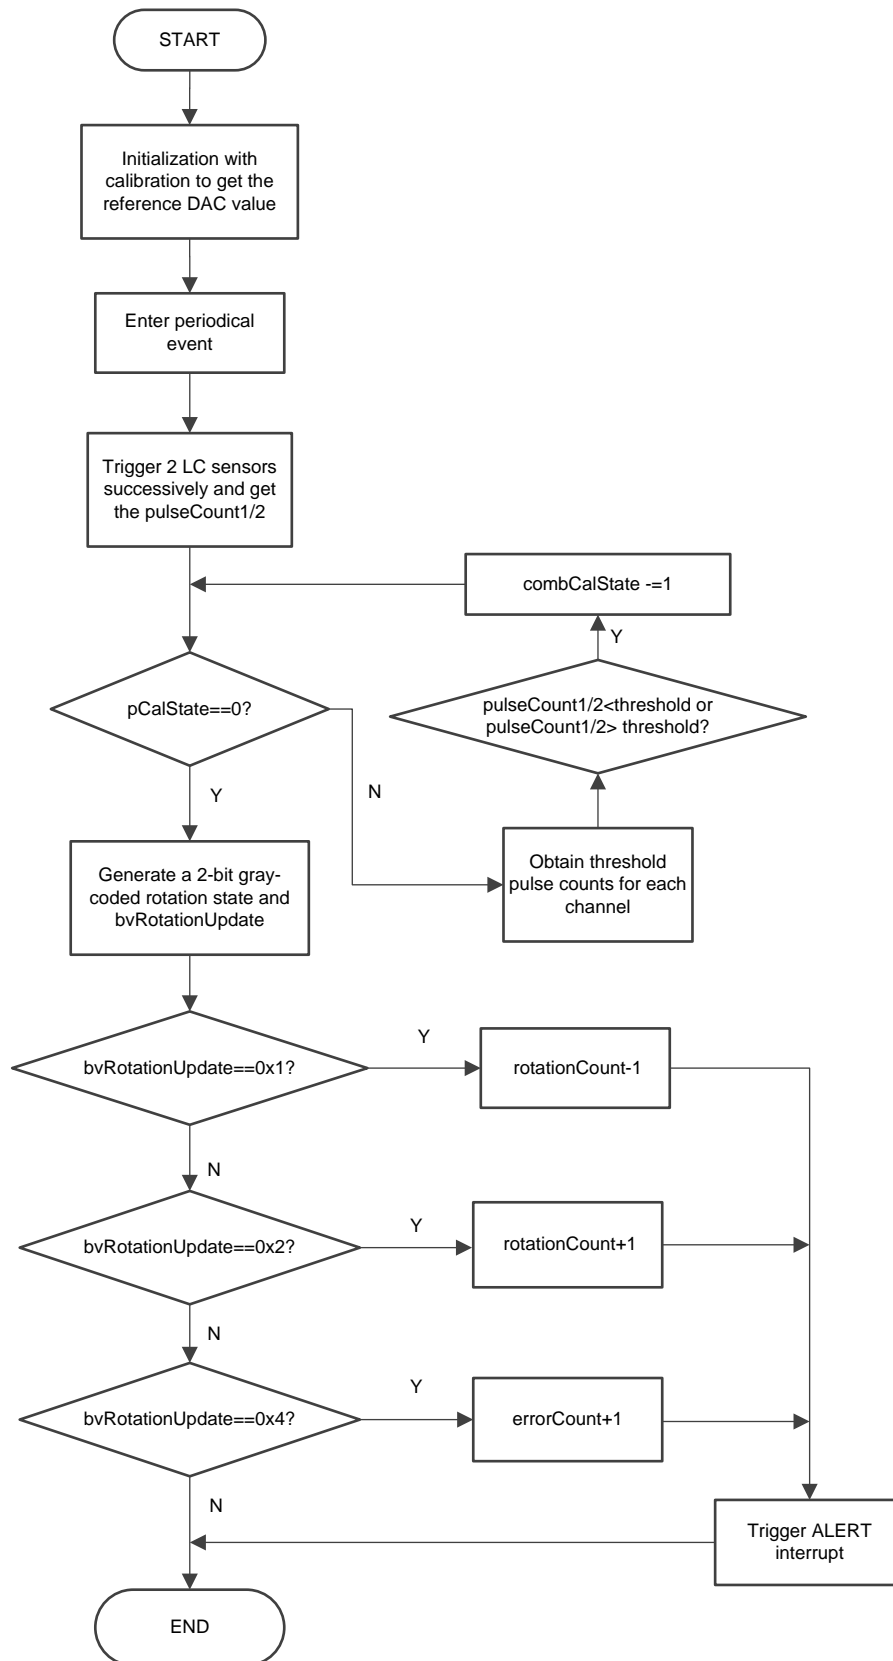 START
Initialization with
calibration to get the
reference DAC value
Enter periodical
event
Trigger 2 LC sensors
successively and get
the pulseCount1/2
combCalState -=1
Y
pCalState==0?
pulseCount1/2<threshold or
pulseCount1/2> threshold?
Y
N
Generate a 2-bit gray-
coded rotation state and
bvRotationUpdate
Obtain threshold
pulse counts for each
channel
bvRotationUpdate==0x1?
Y
rotationCount-1
N
bvRotationUpdate==0x2?
Y
rotationCount+1
N
bvRotationUpdate==0x4?
Y
errorCount+1
N
Trigger ALERT
interrupt
END